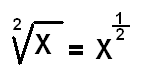 ²√X = X^(1/2)